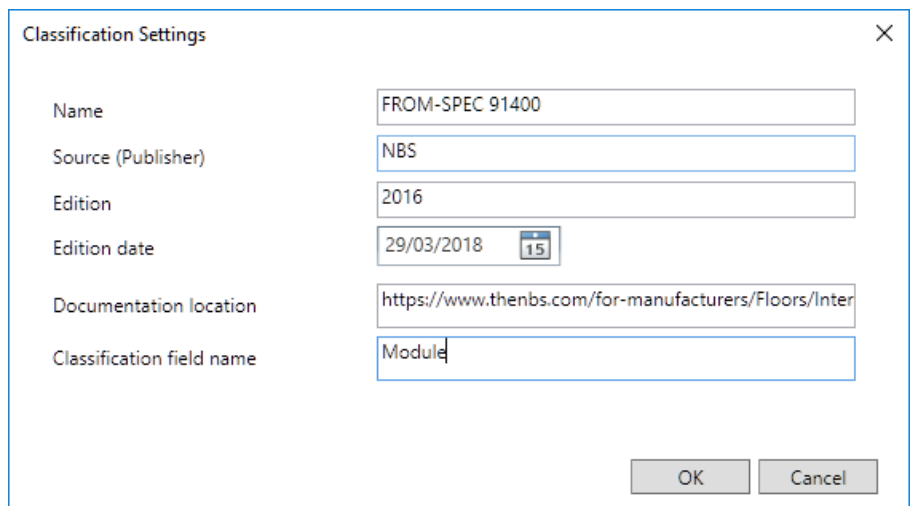 Classification Settings
Name FROM-SPEC 91400
Source (Publisher) NBS
Edition 2016
Edition date 29/03/2018 15
Documentation location https://www.thenbs.com/for-manufacturers/Floors/Inter
Classification field name Module
OK Cancel